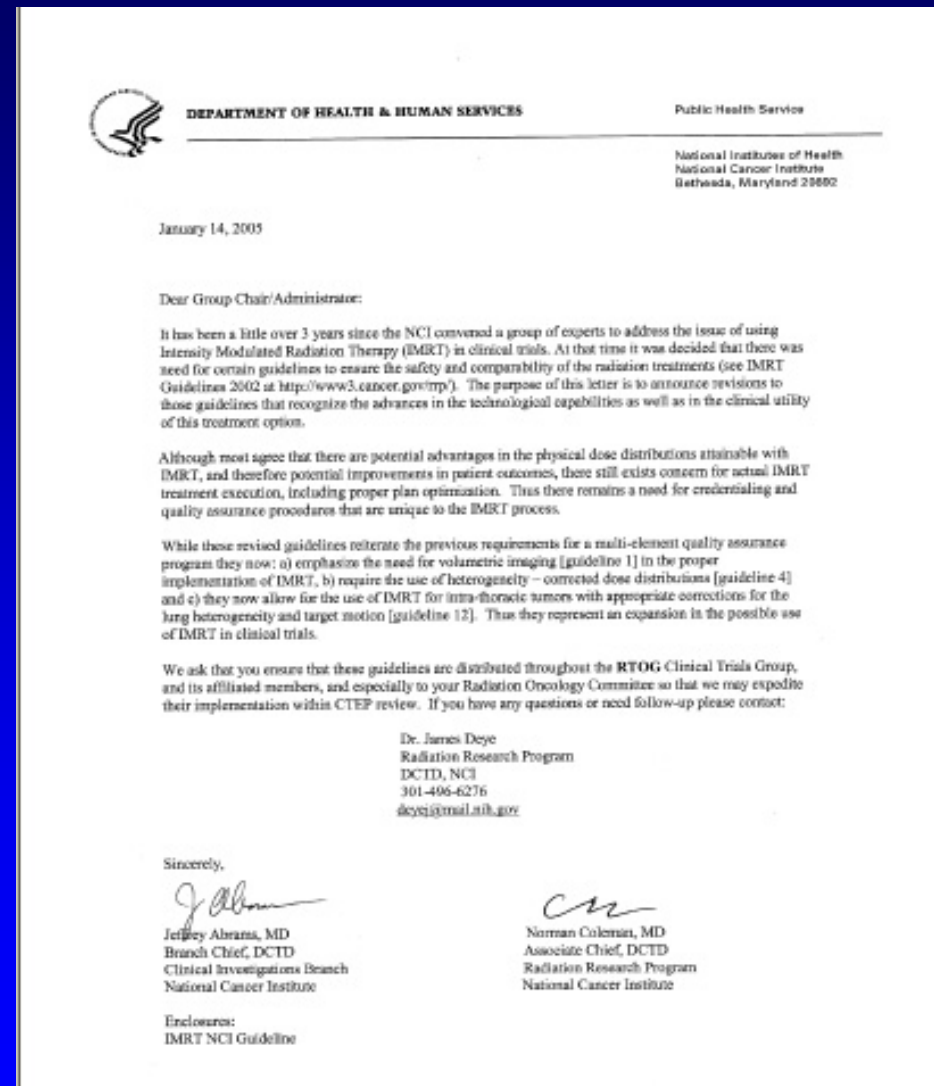 DEPARTMENT OF HEALTH & HUMAN SERVICES
Public Health Service
National Institutes of Health
National Cancer Institute
Bethesda, Maryland 20892
January 14, 2005
Dear Group Chair/Administrator:
It has been a little over 3 years since the NCI convened a group of experts to address the issue of using
Intensity Modulated Radiation Therapy (IMRT) in clinical trials. At that time it was decided that there was
need for certain guidelines to ensure the safety and comparability of the radiation treatments (see IMRT
Guidelines 2002 at http://www3.cancer.gov/rrp/). The purpose of this letter is to announce revisions to
those guidelines that recognize the advances in the technological capabilities as well as in the clinical utility
of this treatment option.
Although most agree that there are potential advantages in the physical dose distributions attainable with
IMRT, and therefore potential improvements in patient outcomes, there still exists concern for actual IMRT
treatment execution, including proper plan optimization. Thus there remains a need for credentialing and
quality assurance procedures that are unique to the IMRT process.
While these revised guidelines reiterate the previous requirements for a multi-element quality assurance
program they now: a) emphasize the need for volumetric imaging [guideline 1] in the proper
implementation of IMRT, b) require the use of heterogeneity – corrected dose distributions [guideline 4]
and c) they now allow for the use of IMRT for intra-thoracic tumors with appropriate corrections for the
lung heterogeneity and target motion [guideline 12]. Thus they represent an expansion in the possible use
of IMRT in clinical trials.
We ask that you ensure that these guidelines are distributed throughout the RTOG Clinical Trials Group,
and its affiliated members, and especially to your Radiation Oncology Committee so that we may expedite
their implementation within CTEP review. If you have any questions or need follow-up please contact:
Dr. James Deye
Radiation Research Program
DCTD, NCI
301-496-6276
deyej@mail.nih.gov
Sincerely,
Jeffrey Abrams, MD
Branch Chief, DCTD
Clinical Investigations Branch
National Cancer Institute
Norman Coleman, MD
Associate Chief, DCTD
Radiation Research Program
National Cancer Institute
Enclosures:
IMRT NCI Guideline